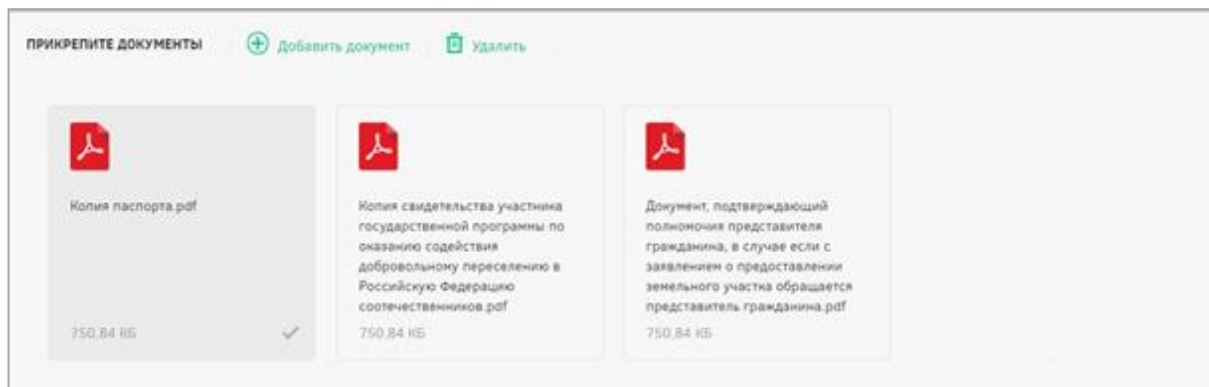 ПРИКРЕПИТЕ ДОКУМЕНТЫ Добавить документ Удалить
Копия паспорта.pdf
750,84 КБ
Копия свидетельства участника
государственной программы по
оказанию содействия
добровольному переселению в
Российскую Федерацию
соотечественников.pdf
750,84 КБ
Документ, подтверждающий
полномочия представителя
гражданина, в случае если с
заявлением о предоставлении
земельного участка обращается
представитель гражданина.pdf
750,84 КБ